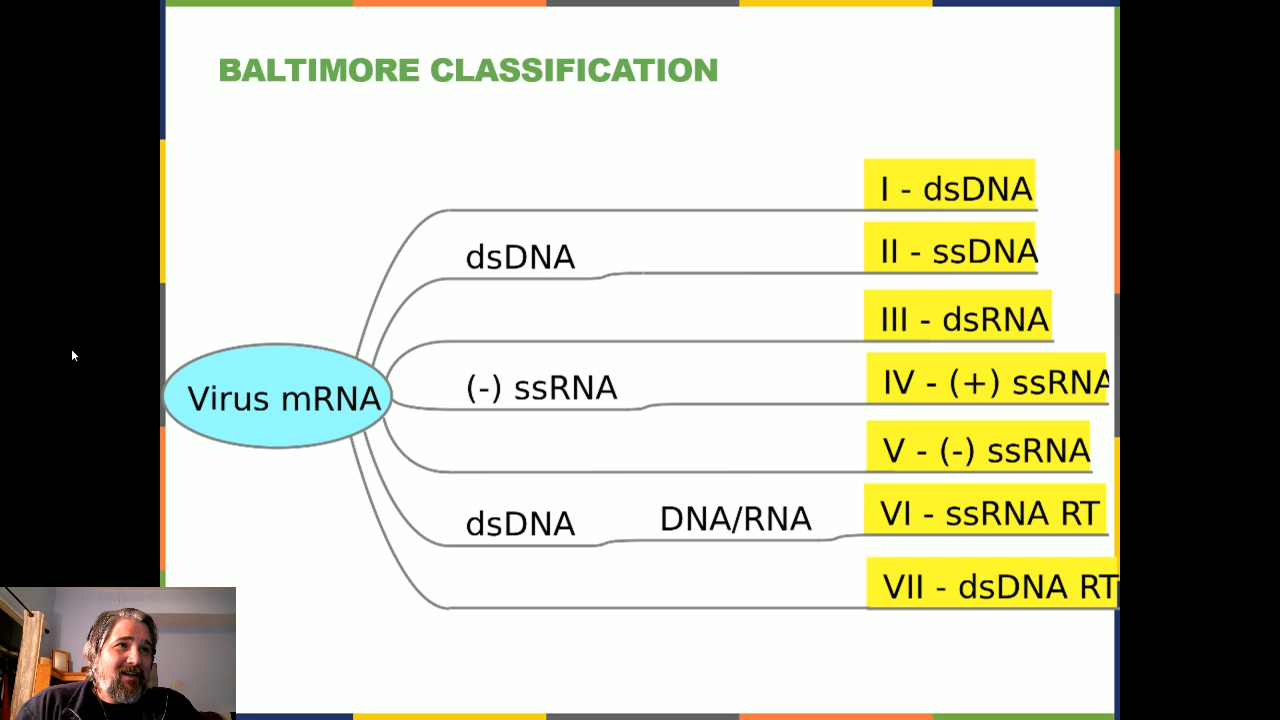 BALTIMORE CLASSIFICATION
I - dsDNA
dsDNA
II - ssDNA
III - dsRNA
Virus mRNA
(-) ssRNA
IV - (+) ssRNA
V - (-) ssRNA
dsDNA
DNA/RNA
VI - ssRNA RT
VII - dsDNA RT